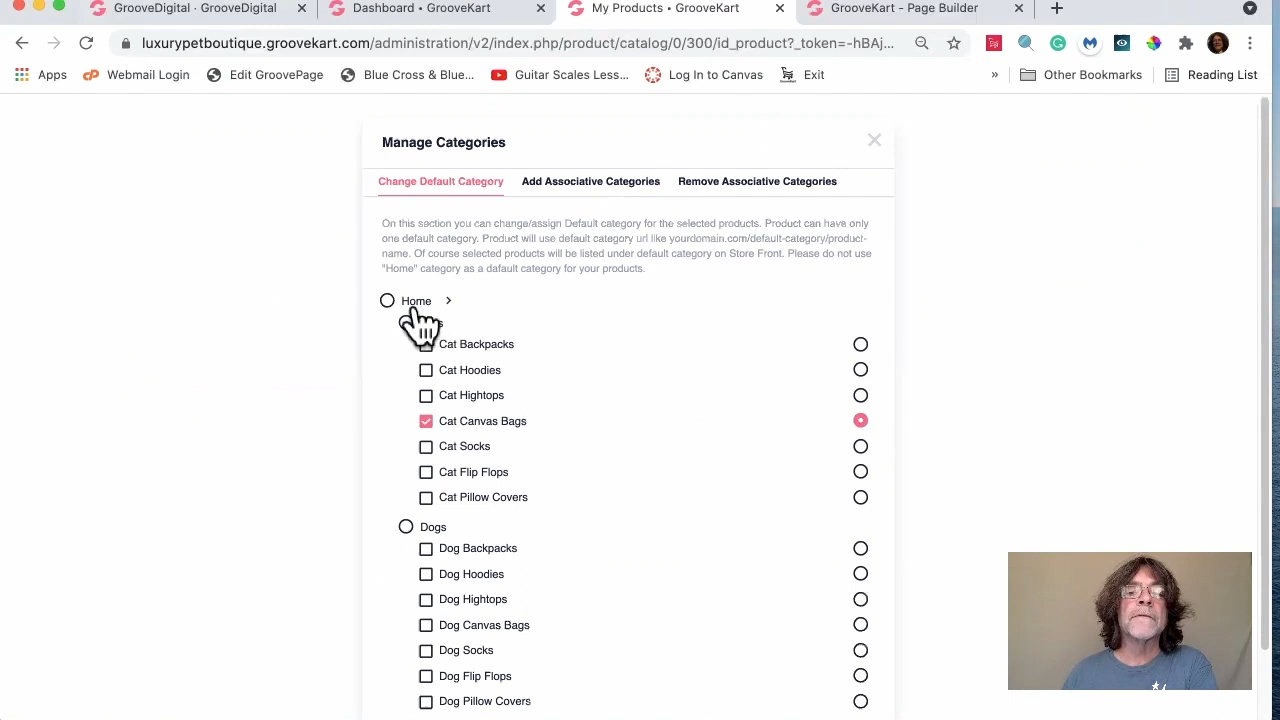 GrooveDigital · GrooveDigital
Dashboard • GrooveKart
My Products • GrooveKart
GrooveKart - Page Builder
luxurypetboutique.groovekart.com/administration/v2/index.php/product/catalog/0/300/id_product?_token=-hBAj...
Apps
Webmail Login
Edit GroovePage
Blue Cross & Blue...
Guitar Scales Less...
Log In to Canvas
Exit
»
Other Bookmarks
Reading List
Manage Categories
Change Default Category
Add Associative Categories
Remove Associative Categories
On this section you can change/assign Default category for the selected products. Product can have only
one default category. Product will use default category url like yourdomain.com/default-category/product-
name. Of course selected products will be listed under default category on Store Front. Please do not use
"Home" category as a dafault category for your products.
Home
Cat Backpacks
Cat Hoodies
Cat Hightops
Cat Canvas Bags
Cat Socks
Cat Flip Flops
Cat Pillow Covers
Dogs
Dog Backpacks
Dog Hoodies
Dog Hightops
Dog Canvas Bags
Dog Socks
Dog Flip Flops
Dog Pillow Covers